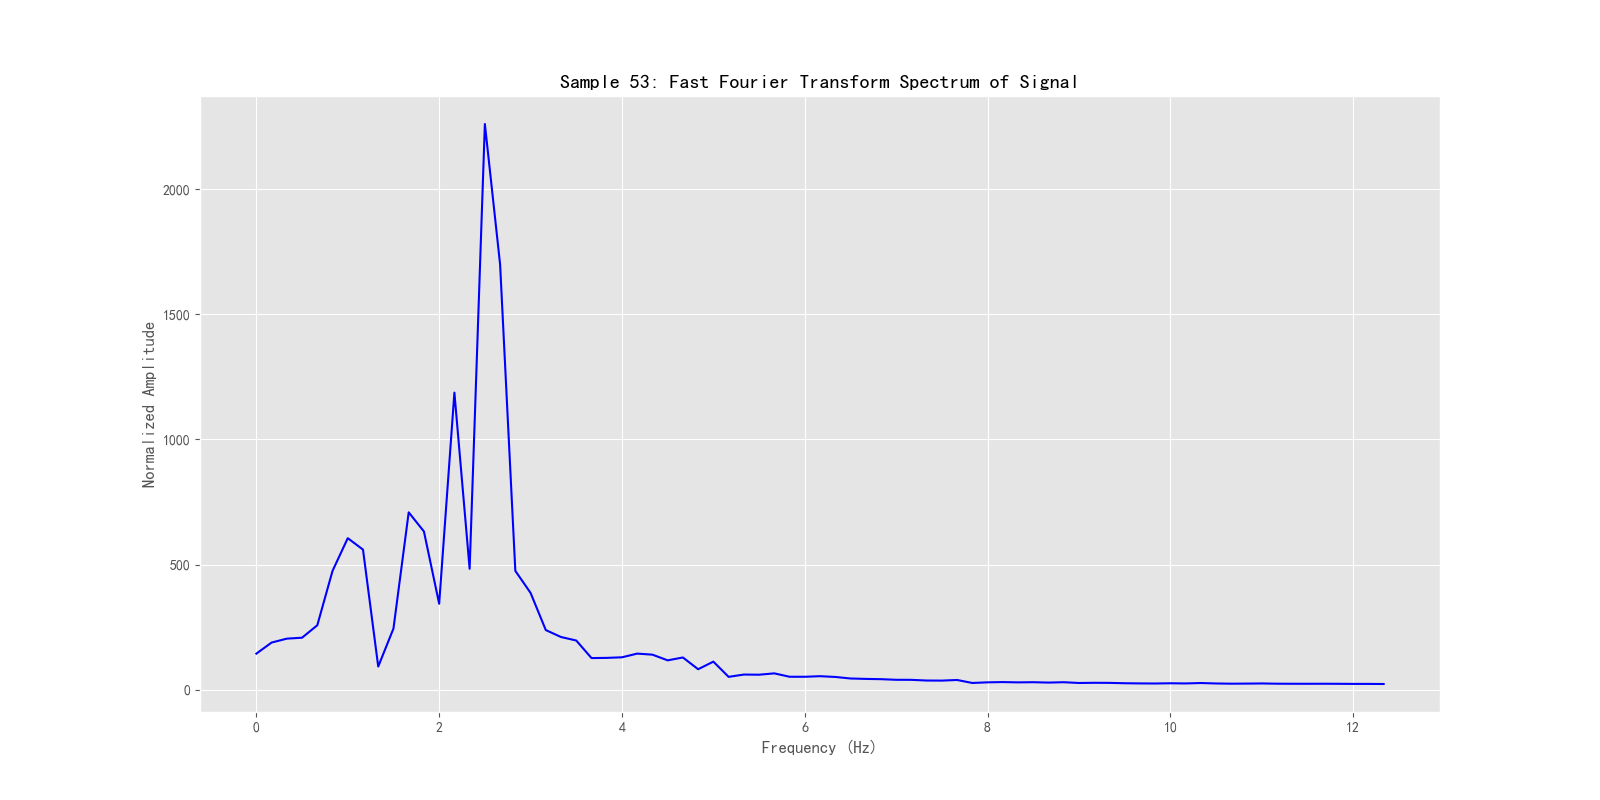 Sample 53: Fast Fourier Transform Spectrum of Signal
Normalized Amplitude
2000
1500
1000
500
0
0 2 4 6 8 10 12
Frequency (Hz)